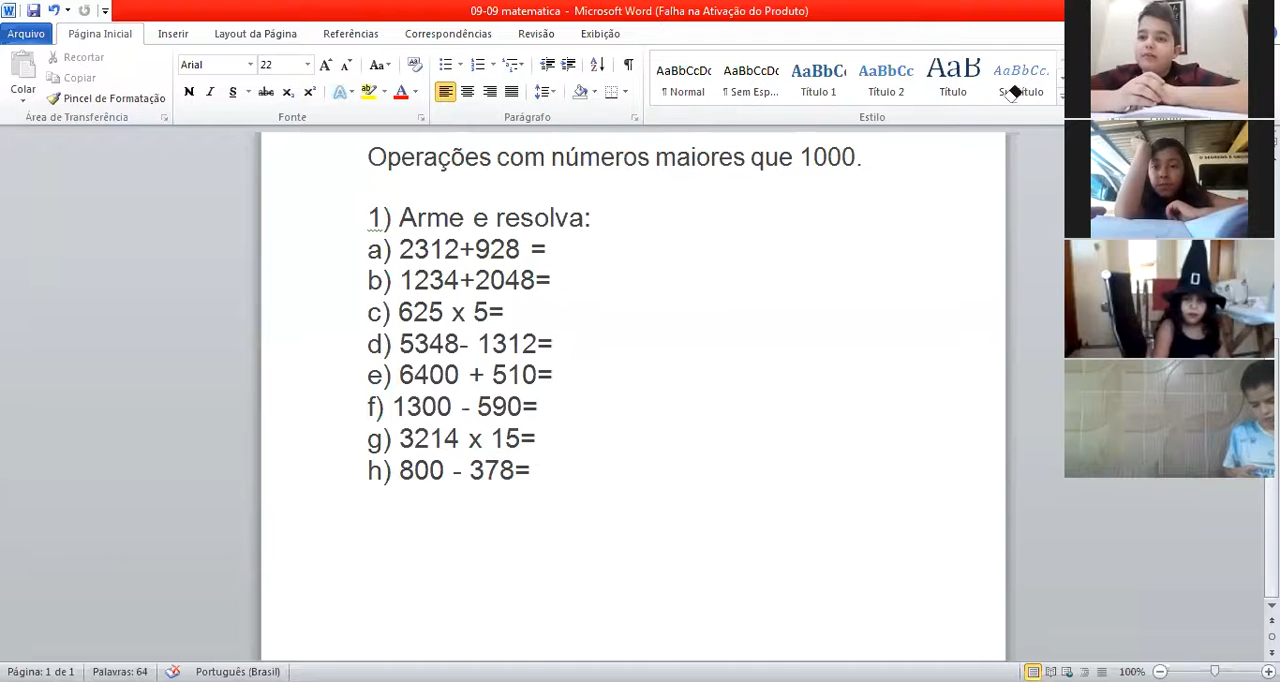 09-09 matematica - Microsoft Word (Falha na Ativação do Produto)
Arquivo Página Inicial Inserir Layout da Página Referências Correspondências Revisão Exibição
Colar
Recortar
Copiar
Pincel de Formatação
Área de Transferência
Arial 22
Fonte
Parágrafo
AaBbCcDc AaBbCcDc AaBbC AaBbCc AaB AaBbCc.
¶ Normal ¶ Sem Esp... Título 1 Título 2 Título
Estilo
Operações com números maiores que 1000.
1) Arme e resolva:
a) 2312+928 =
b) 1234+2048=
c) 625 x 5=
d) 5348- 1312=
e) 6400 + 510=
f) 1300 - 590=
g) 3214 x 15=
h) 800 - 378=
Página: 1 de 1 Palavras: 64 Português (Brasil) 100%